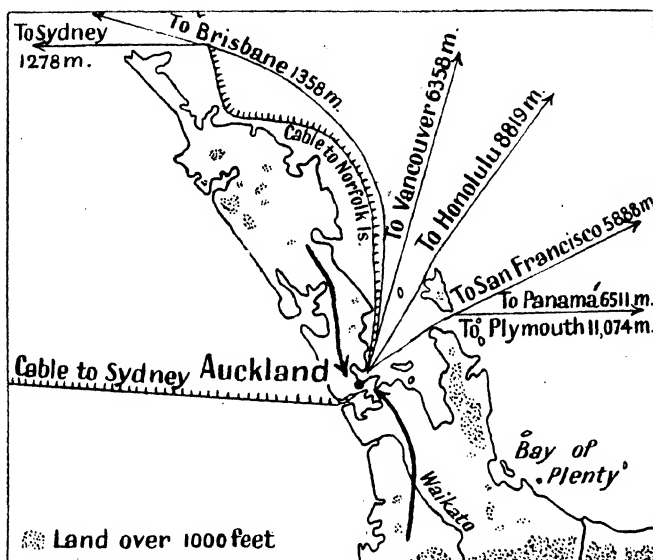 To Sydney
1278 m.
To Brisbane 1358 m.
Cable to Norfolk Is.
To Vancouver 6358 m.
To Honolulu 8819 m.
To San Francisco 5888 m.
To Panamá 6511 m.
To Plymouth 11,074 m.
Cable to Sydney
Auckland
Waikato
Bay of
Plenty
Land over 1000 feet